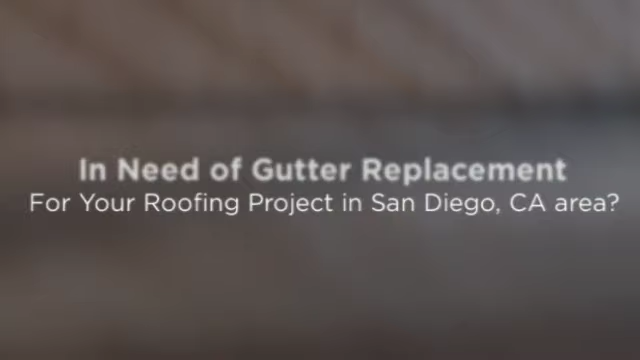 In Need of Gutter Replacement
For Your Roofing Project in San Diego, CA area?